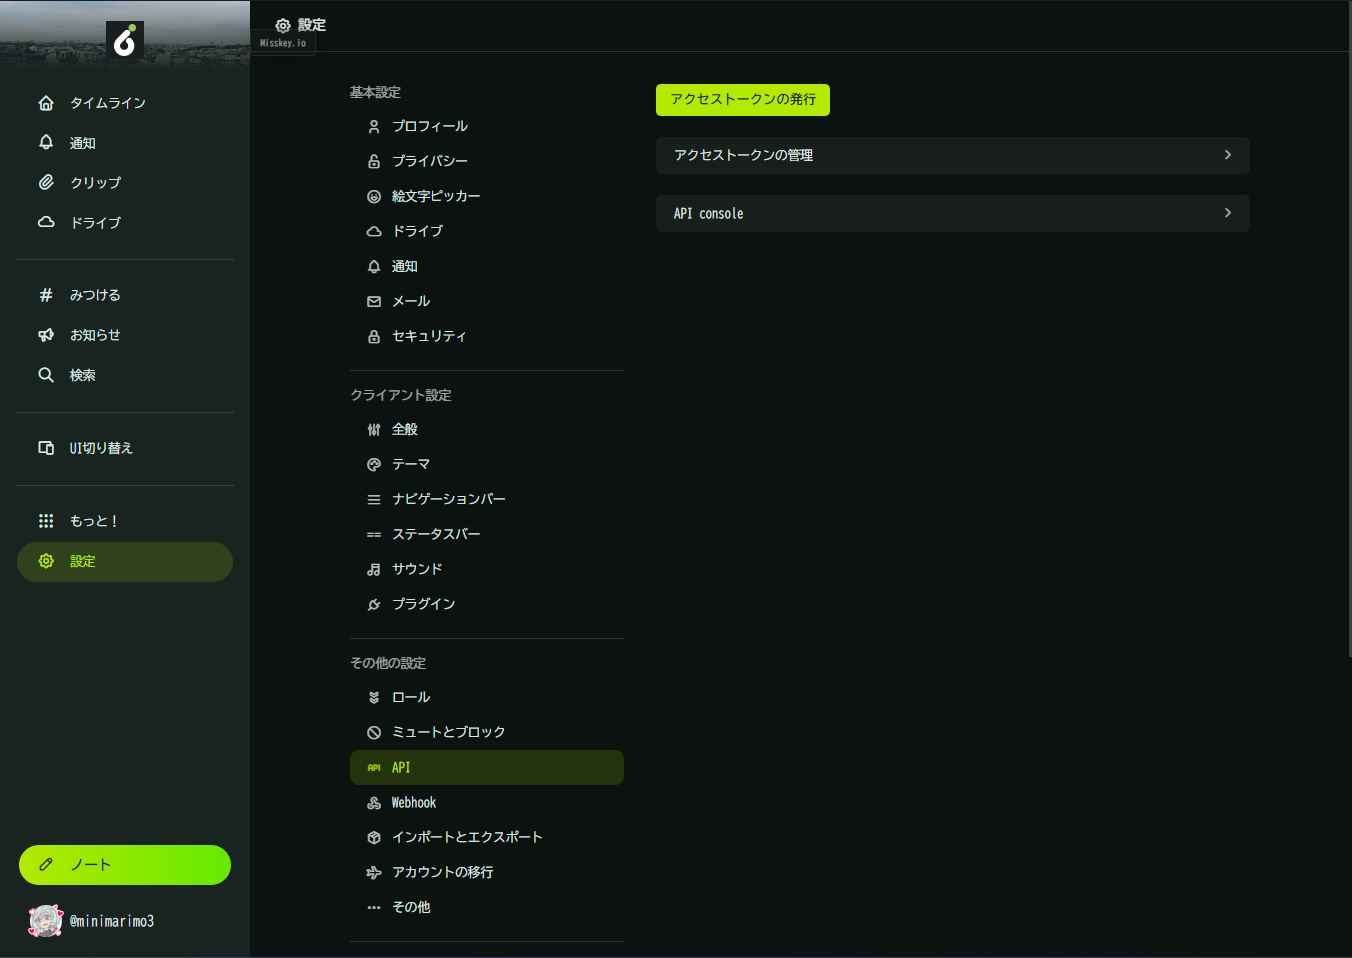 設定
Misskey.io
タイムライン
通知
クリップ
ドライブ
みつける
お知らせ
検索
UI切り替え
もっと!
設定
ノート
@minimarimo3
基本設定
プロフィール
プライバシー
絵文字ピッカー
ドライブ
通知
メール
セキュリティ
クライアント設定
全般
テーマ
ナビゲーションバー
ステータスバー
サウンド
プラグイン
その他の設定
ロール
ミュートとブロック
API API
Webhook
インポートとエクスポート
アカウントの移行
その他
アクセストークンの発行
アクセストークンの管理
API console